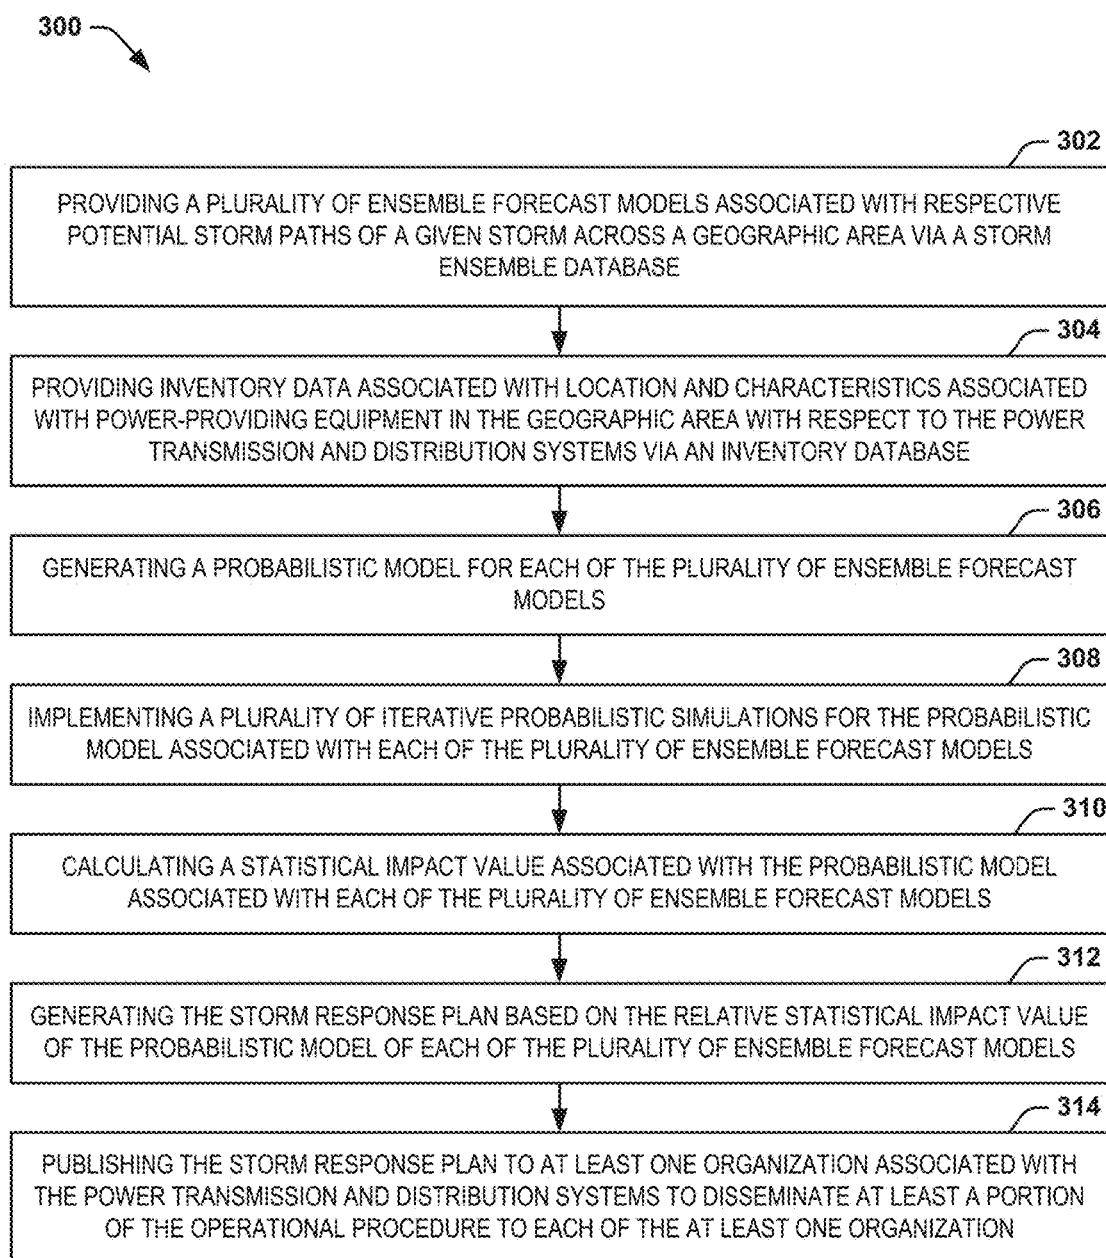 300
302
PROVIDING A PLURALITY OF ENSEMBLE FORECAST MODELS ASSOCIATED WITH RESPECTIVE
POTENTIAL STORM PATHS OF A GIVEN STORM ACROSS A GEOGRAPHIC AREA VIA A STORM
ENSEMBLE DATABASE
304
PROVIDING INVENTORY DATA ASSOCIATED WITH LOCATION AND CHARACTERISTICS ASSOCIATED
WITH POWER-PROVIDING EQUIPMENT IN THE GEOGRAPHIC AREA WITH RESPECT TO THE POWER
TRANSMISSION AND DISTRIBUTION SYSTEMS VIA AN INVENTORY DATABASE
306
GENERATING A PROBABILISTIC MODEL FOR EACH OF THE PLURALITY OF ENSEMBLE FORECAST
MODELS
308
IMPLEMENTING A PLURALITY OF ITERATIVE PROBABILISTIC SIMULATIONS FOR THE PROBABILISTIC
MODEL ASSOCIATED WITH EACH OF THE PLURALITY OF ENSEMBLE FORECAST MODELS
310
CALCULATING A STATISTICAL IMPACT VALUE ASSOCIATED WITH THE PROBABILISTIC MODEL
ASSOCIATED WITH EACH OF THE PLURALITY OF ENSEMBLE FORECAST MODELS
312
GENERATING THE STORM RESPONSE PLAN BASED ON THE RELATIVE STATISTICAL IMPACT VALUE
OF THE PROBABILISTIC MODEL OF EACH OF THE PLURALITY OF ENSEMBLE FORECAST MODELS
314
PUBLISHING THE STORM RESPONSE PLAN TO AT LEAST ONE ORGANIZATION ASSOCIATED WITH
THE POWER TRANSMISSION AND DISTRIBUTION SYSTEMS TO DISSEMINATE AT LEAST A PORTION
OF THE OPERATIONAL PROCEDURE TO EACH OF THE AT LEAST ONE ORGANIZATION